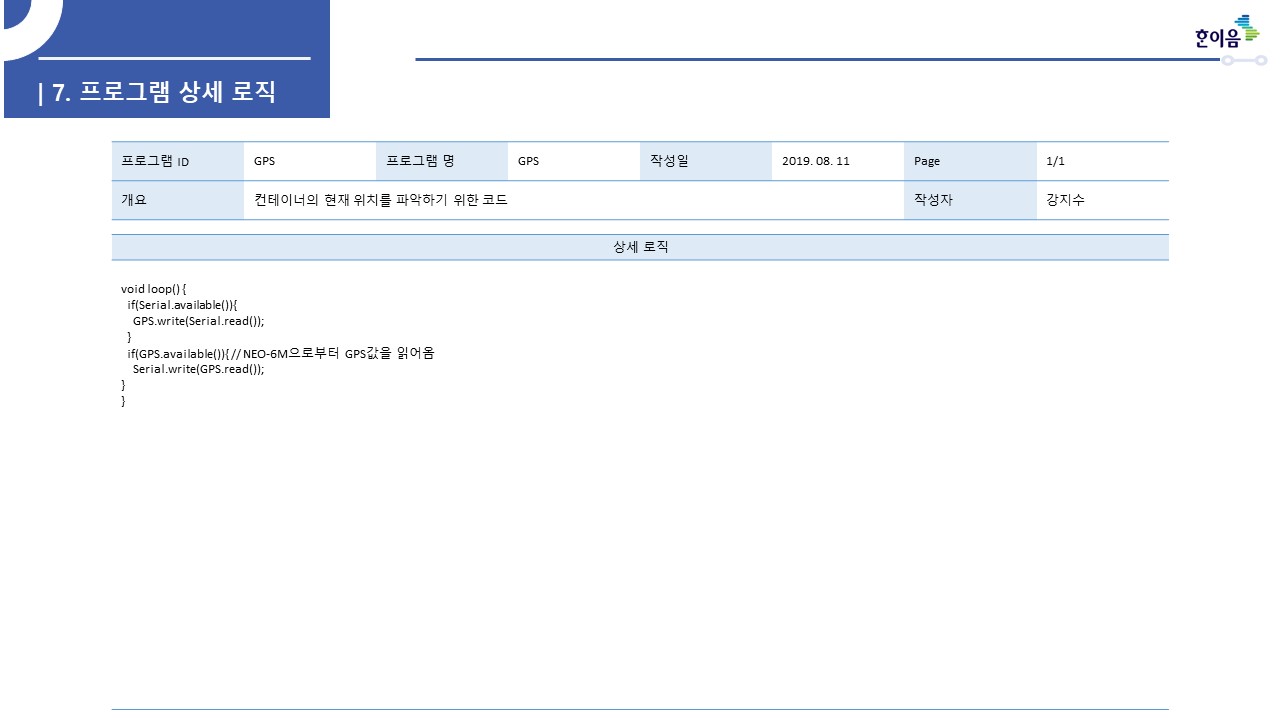 한이음
| 7. 프로그램 상세 로직
프로그램 ID GPS 프로그램 명 GPS 작성일 2019. 08. 11 Page 1/1
개요 컨테이너의 현재 위치를 파악하기 위한 코드 작성자 강지수
상세 로직
void loop() {
if(Serial.available()){
GPS.write(Serial.read());
}
if(GPS.available()){ // NEO-6M으로부터 GPS값을 읽어옴
Serial.write(GPS.read());
}
}